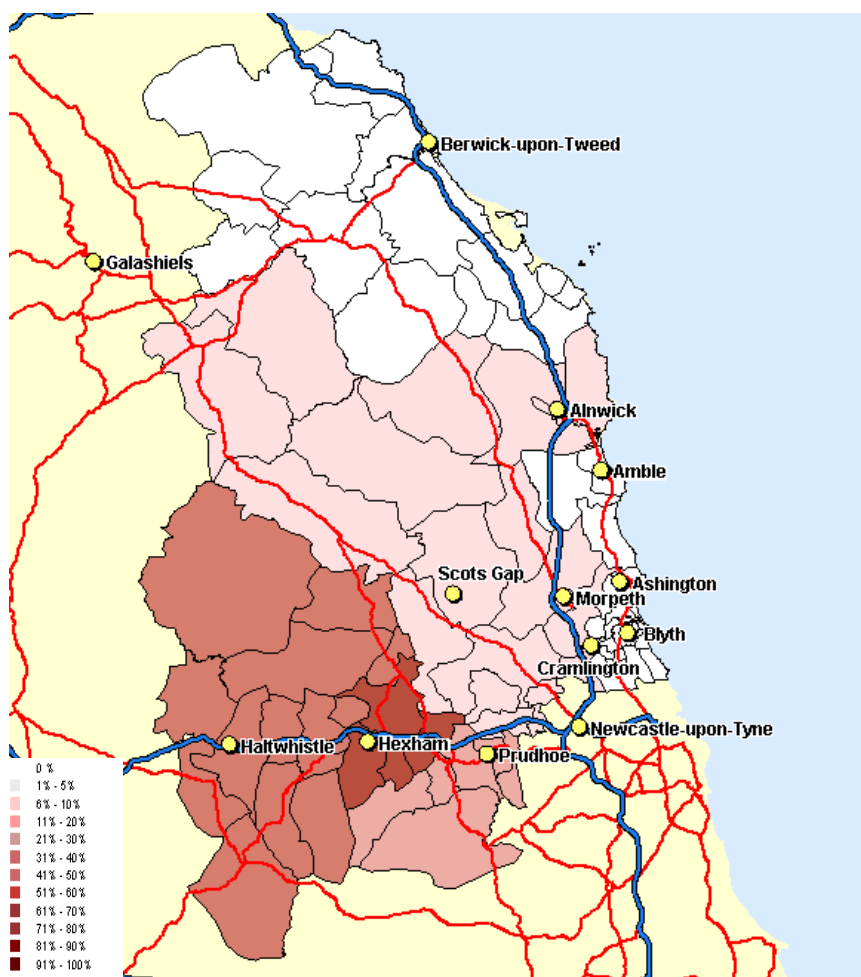 Berwick-upon-Tweed
Galashiels
Alnwick
Amble
Scots Gap
Ashington
Morpeth
Blyth
Cramlington
Newcastle-upon-Tyne
Haltwhistle
Hexham
Prudhoe
0 %
1% - 5%
6% - 10%
11% - 20%
21% - 30%
31% - 40%
41% - 50%
51% - 60%
61% - 70%
71% - 80%
81% - 90%
91% - 100%